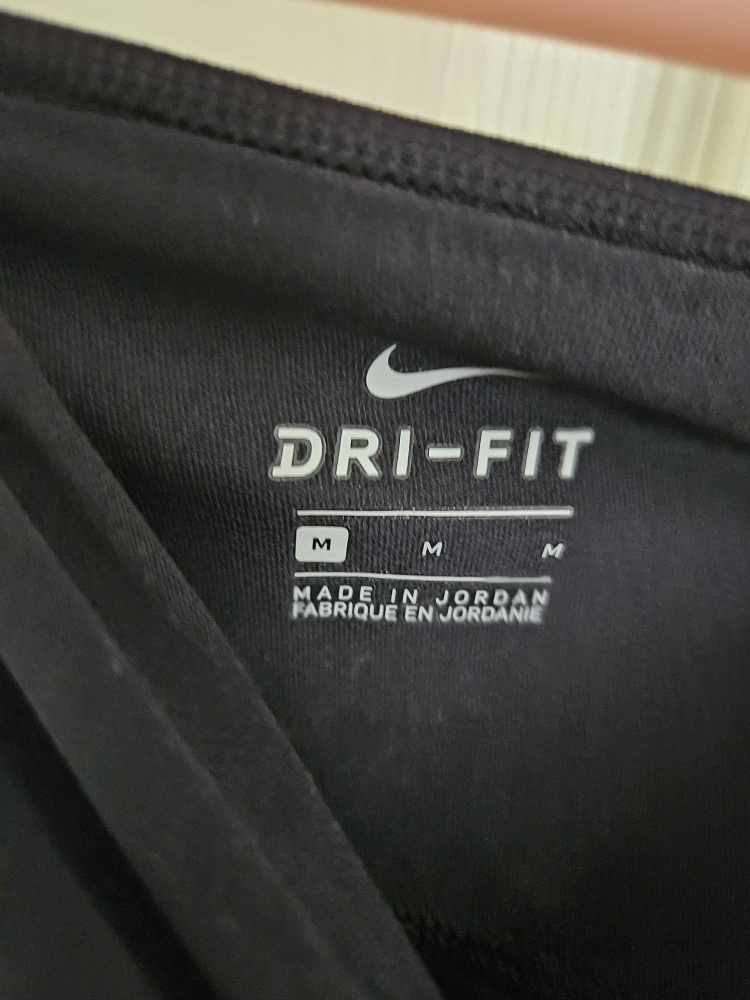 DRI-FIT
M M M
MADE IN JORDAN
FABRIQUE EN JORDANIE